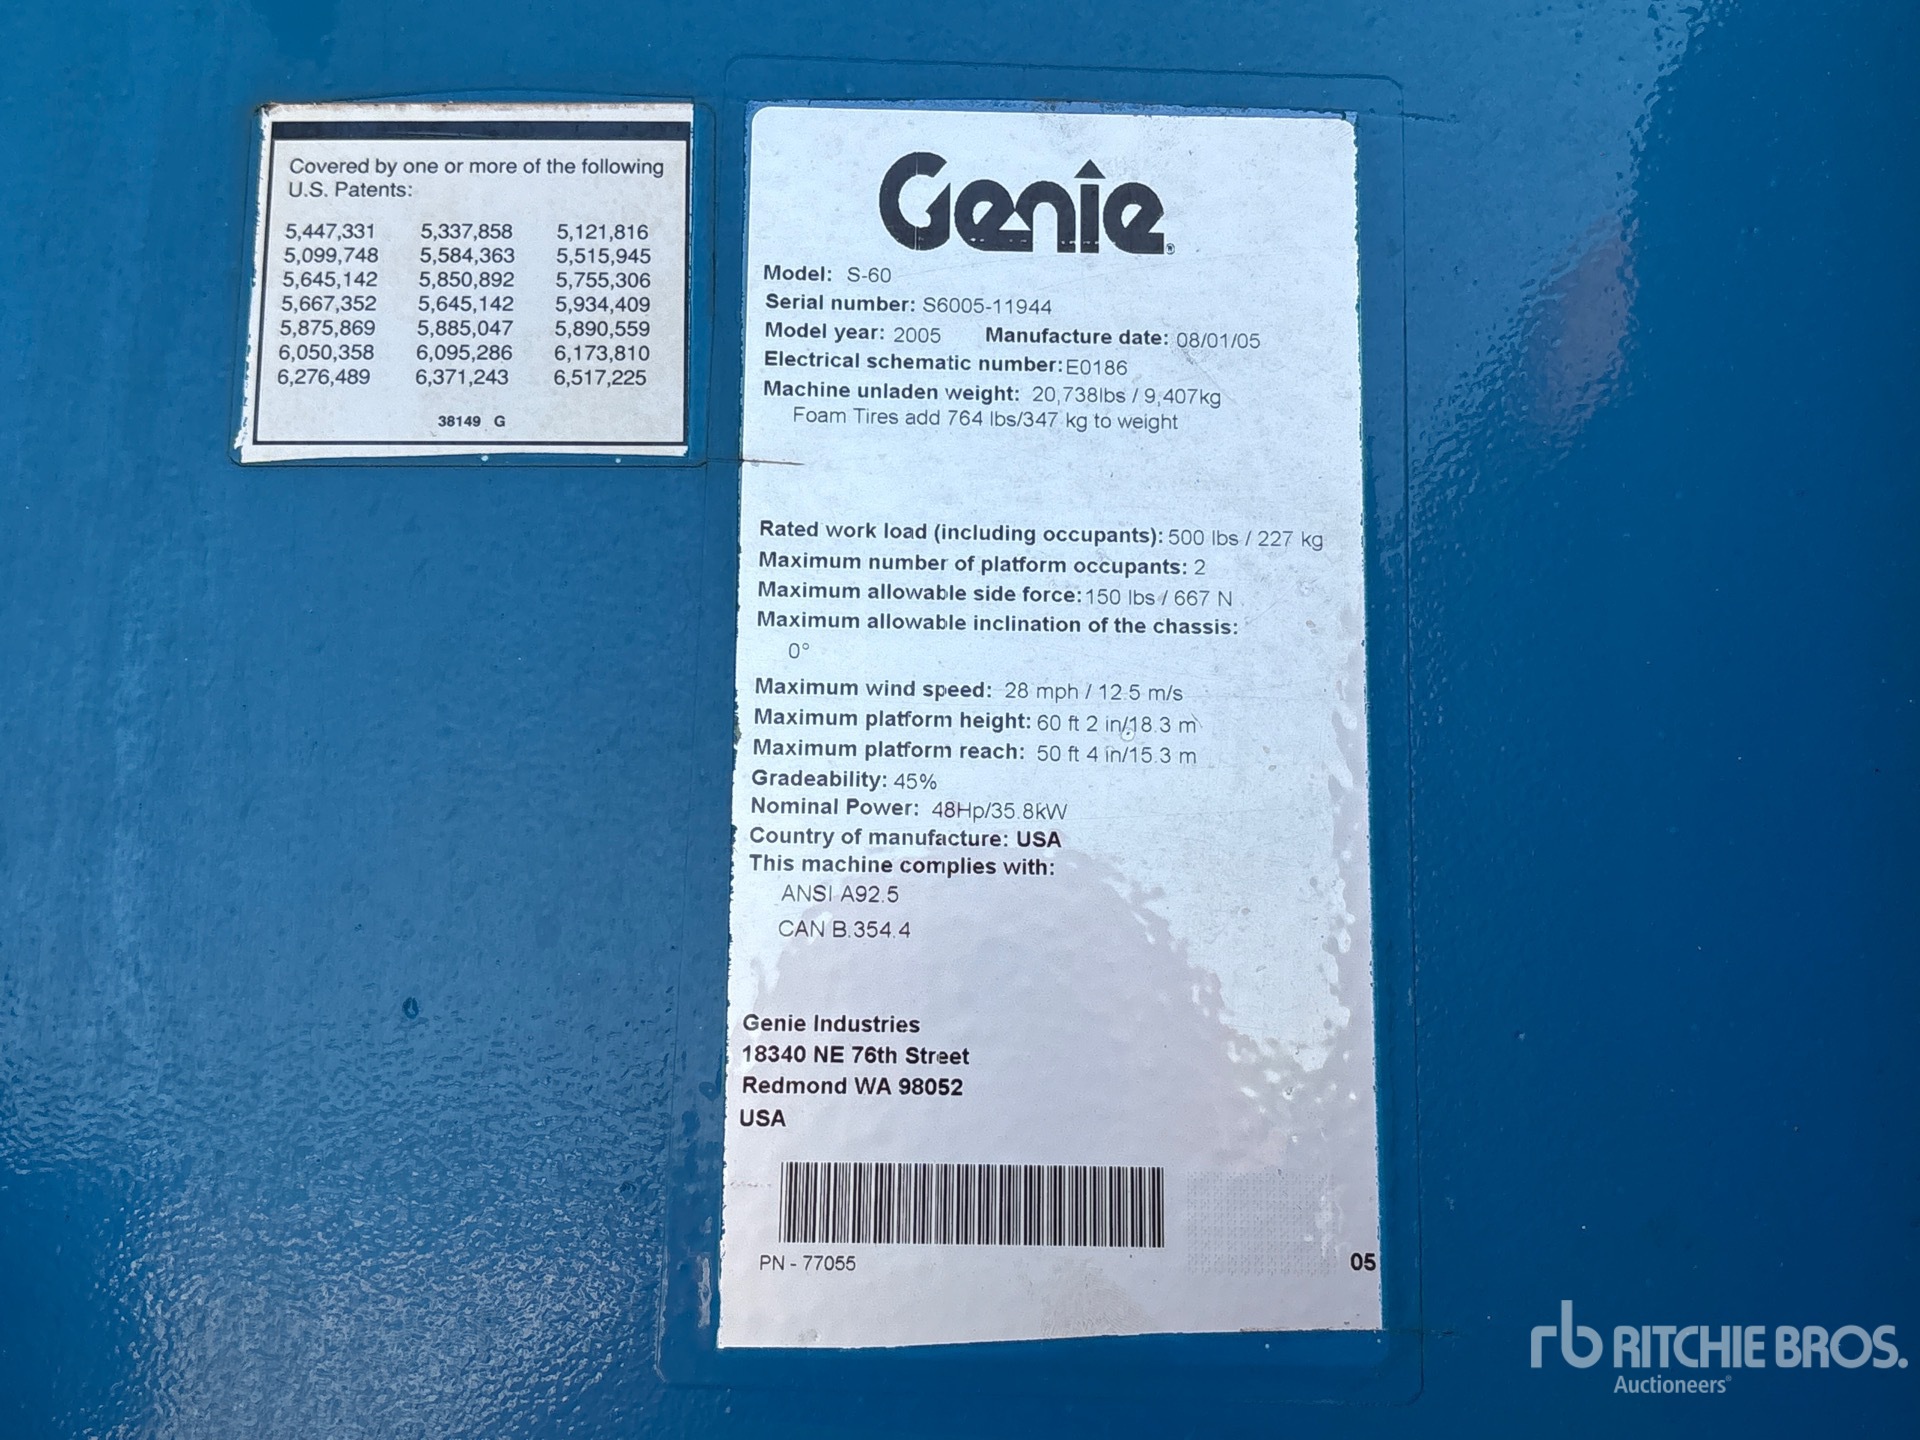 Covered by one or more of the following
U.S. Patents:
5,447,331 5,337,858 5,121,816
5,099,748 5,584,363 5,515,945
5,645,142 5,850,892 5,755,306
5,667,352 5,645,142 5,934,409
5,875,869 5,885,047 5,890,559
6,050,358 6,095,286 6,173,810
6,276,489 6,371,243 6,517,225
38149 G
Genie®
Model: S-60
Serial number: S6005-11944
Model year: 2005 Manufacture date: 08/01/05
Electrical schematic number: E0186
Machine unladen weight: 20,738lbs / 9,407kg
Foam Tires add 764 lbs/347 kg to weight
Rated work load (including occupants): 500 lbs / 227 kg
Maximum number of platform occupants: 2
Maximum allowable side force: 150 lbs / 667 N
Maximum allowable inclination of the chassis:
0°
Maximum wind speed: 28 mph / 12.5 m/s
Maximum platform height: 60 ft 2 in/18.3 m
Maximum platform reach: 50 ft 4 in/15.3 m
Gradeability: 45%
Nominal Power: 48Hp/35.8kW
Country of manufacture: USA
This machine complies with:
ANSI A92.5
CAN B.354.4
Genie Industries
18340 NE 76th Street
Redmond WA 98052
USA
PN - 77055
05
rb RITCHIE BROS.
Auctioneers®